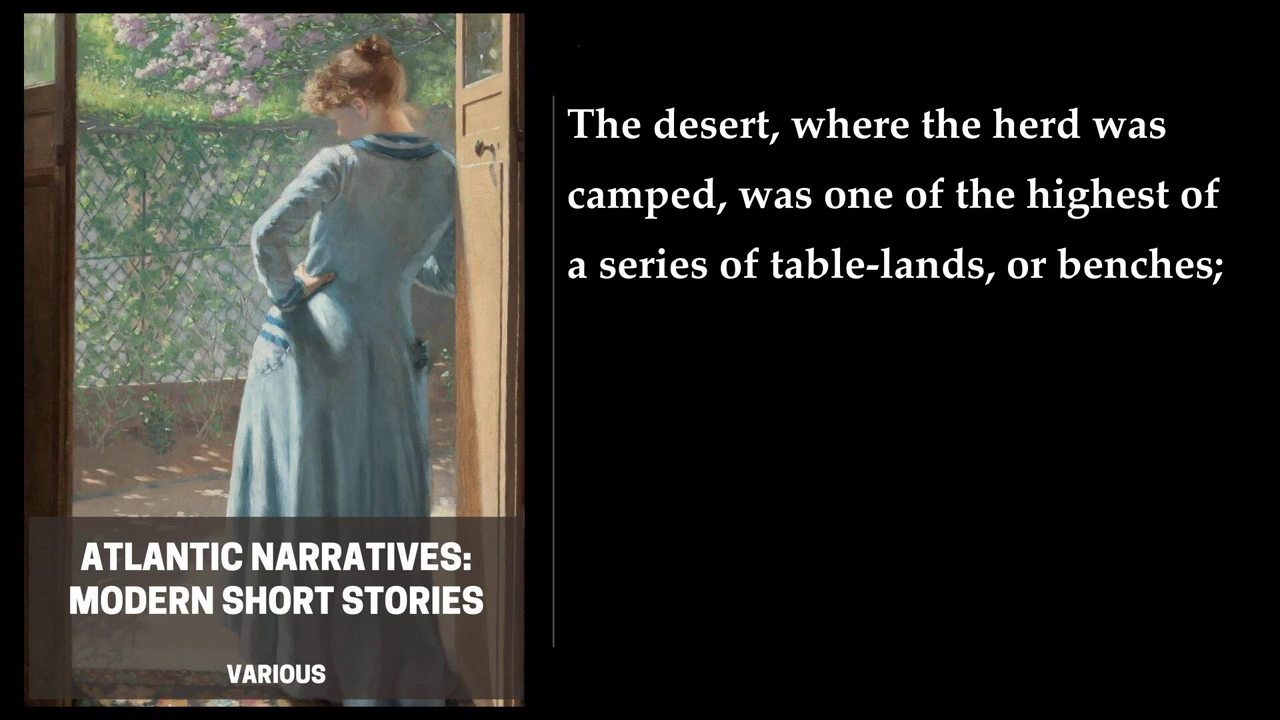 The desert, where the herd was
camped, was one of the highest of
a series of table-lands, or benches;
ATLANTIC NARRATIVES:
MODERN SHORT STORIES
VARIOUS